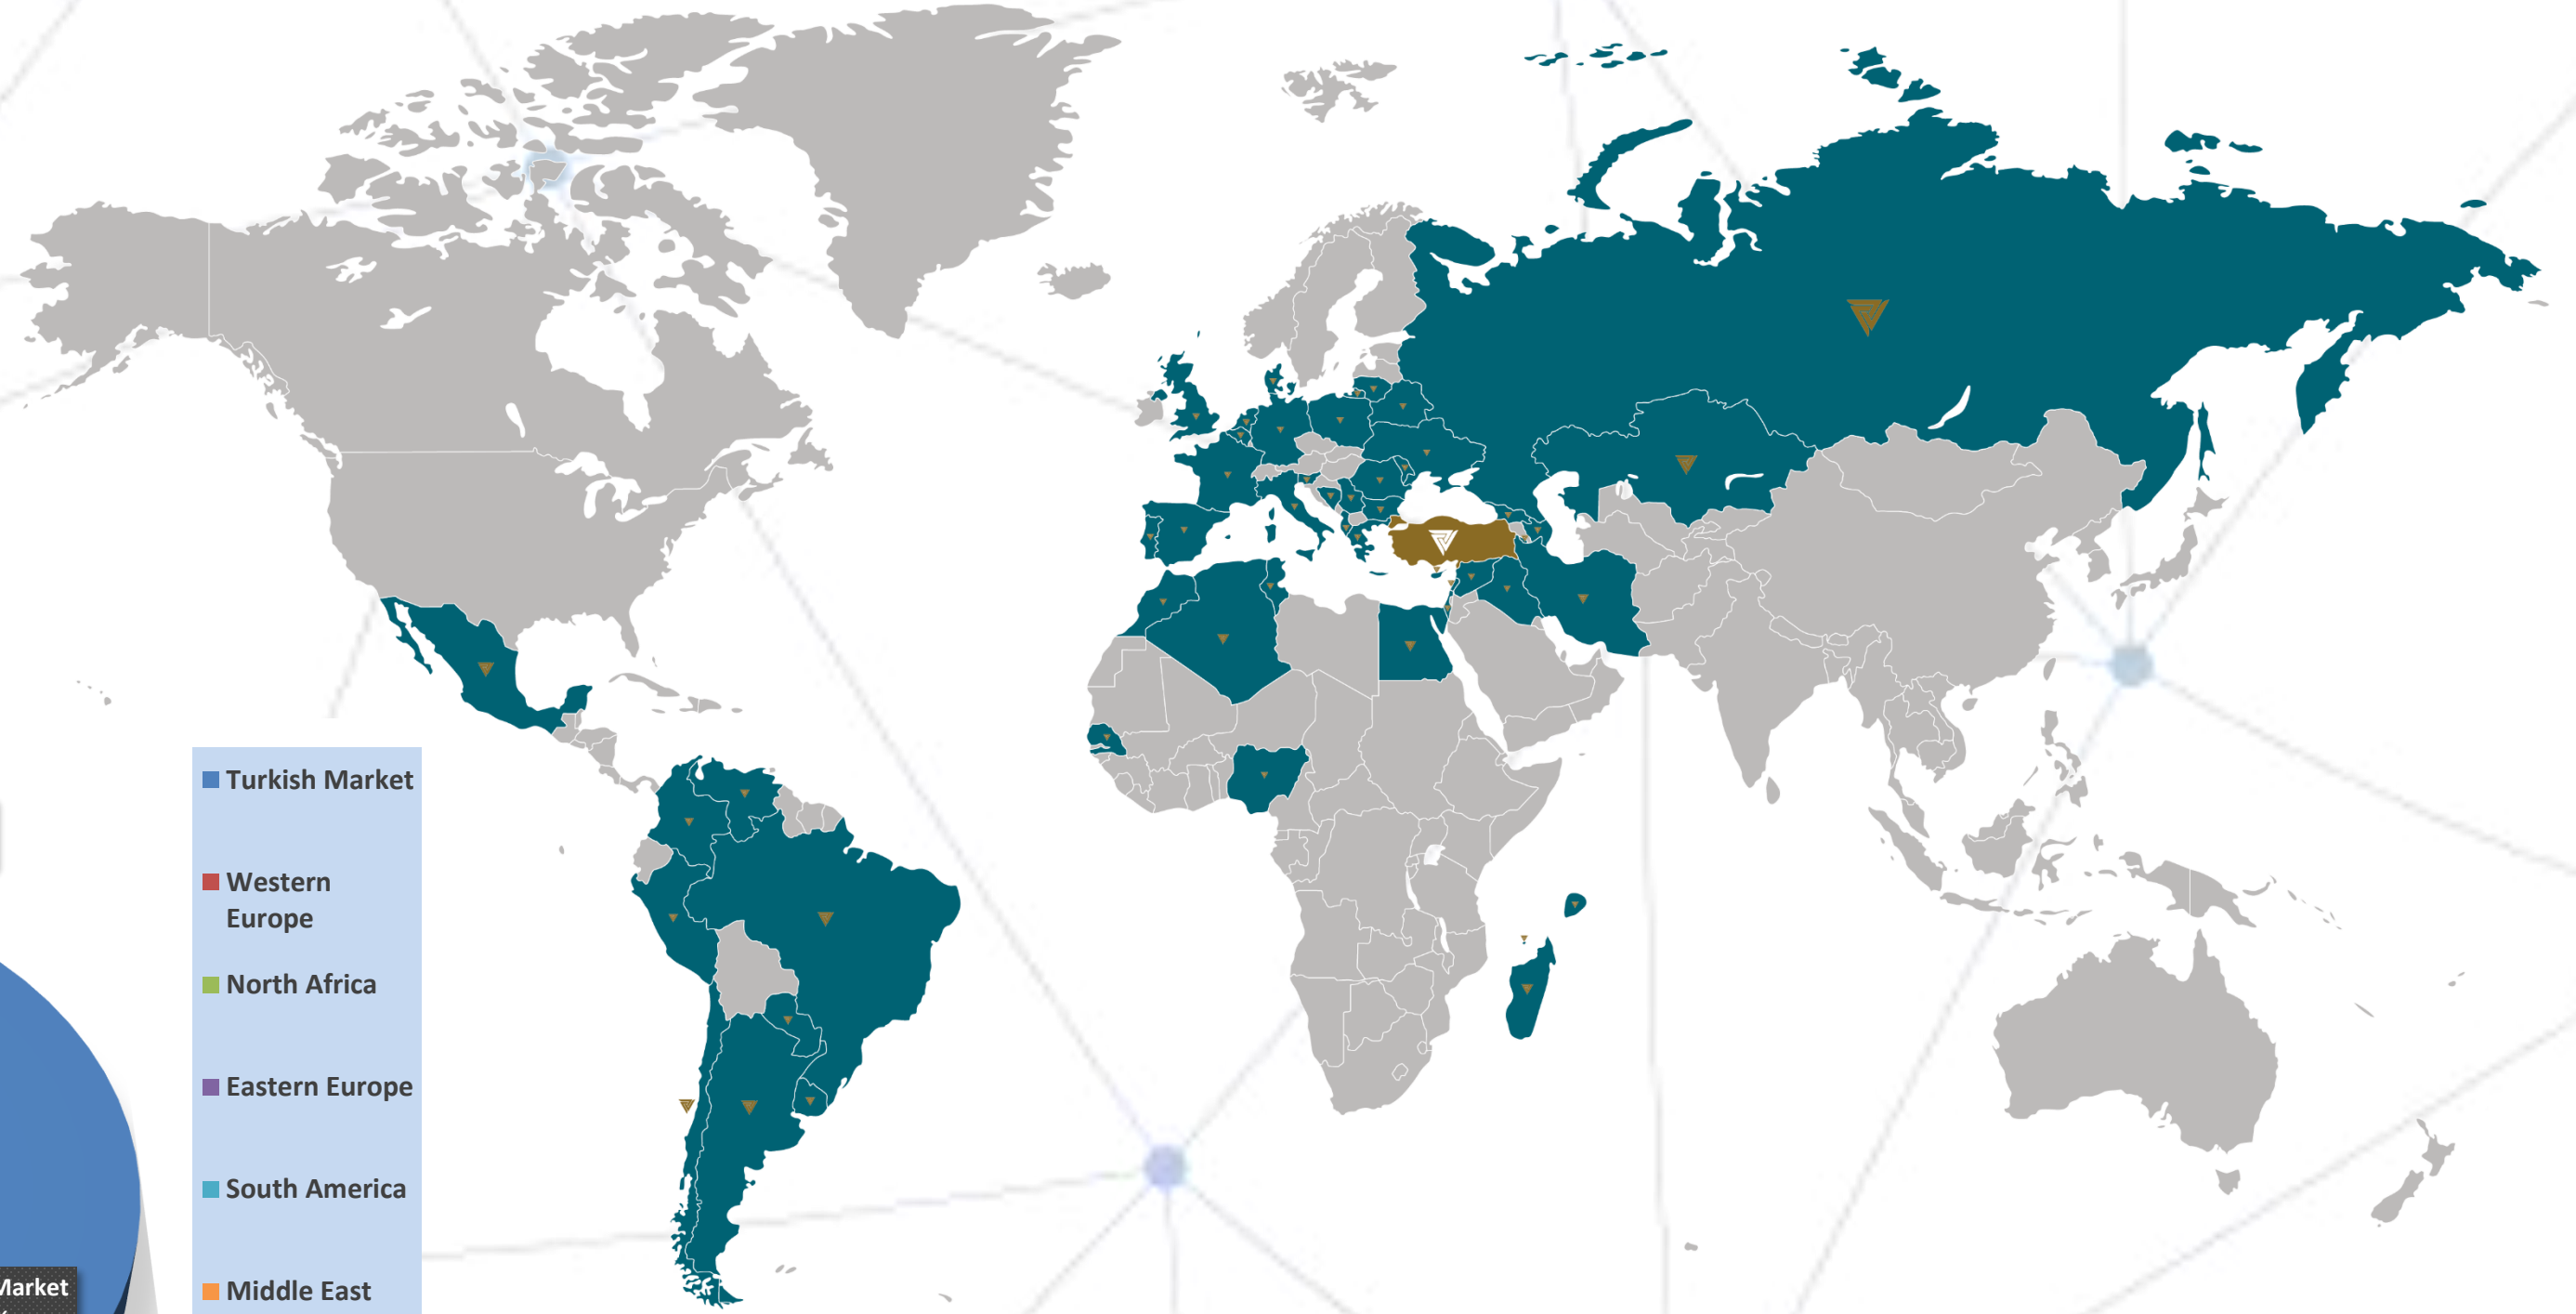 Turkish Market
Western
Europe
North Africa
Eastern Europe
South America
Middle East
Market